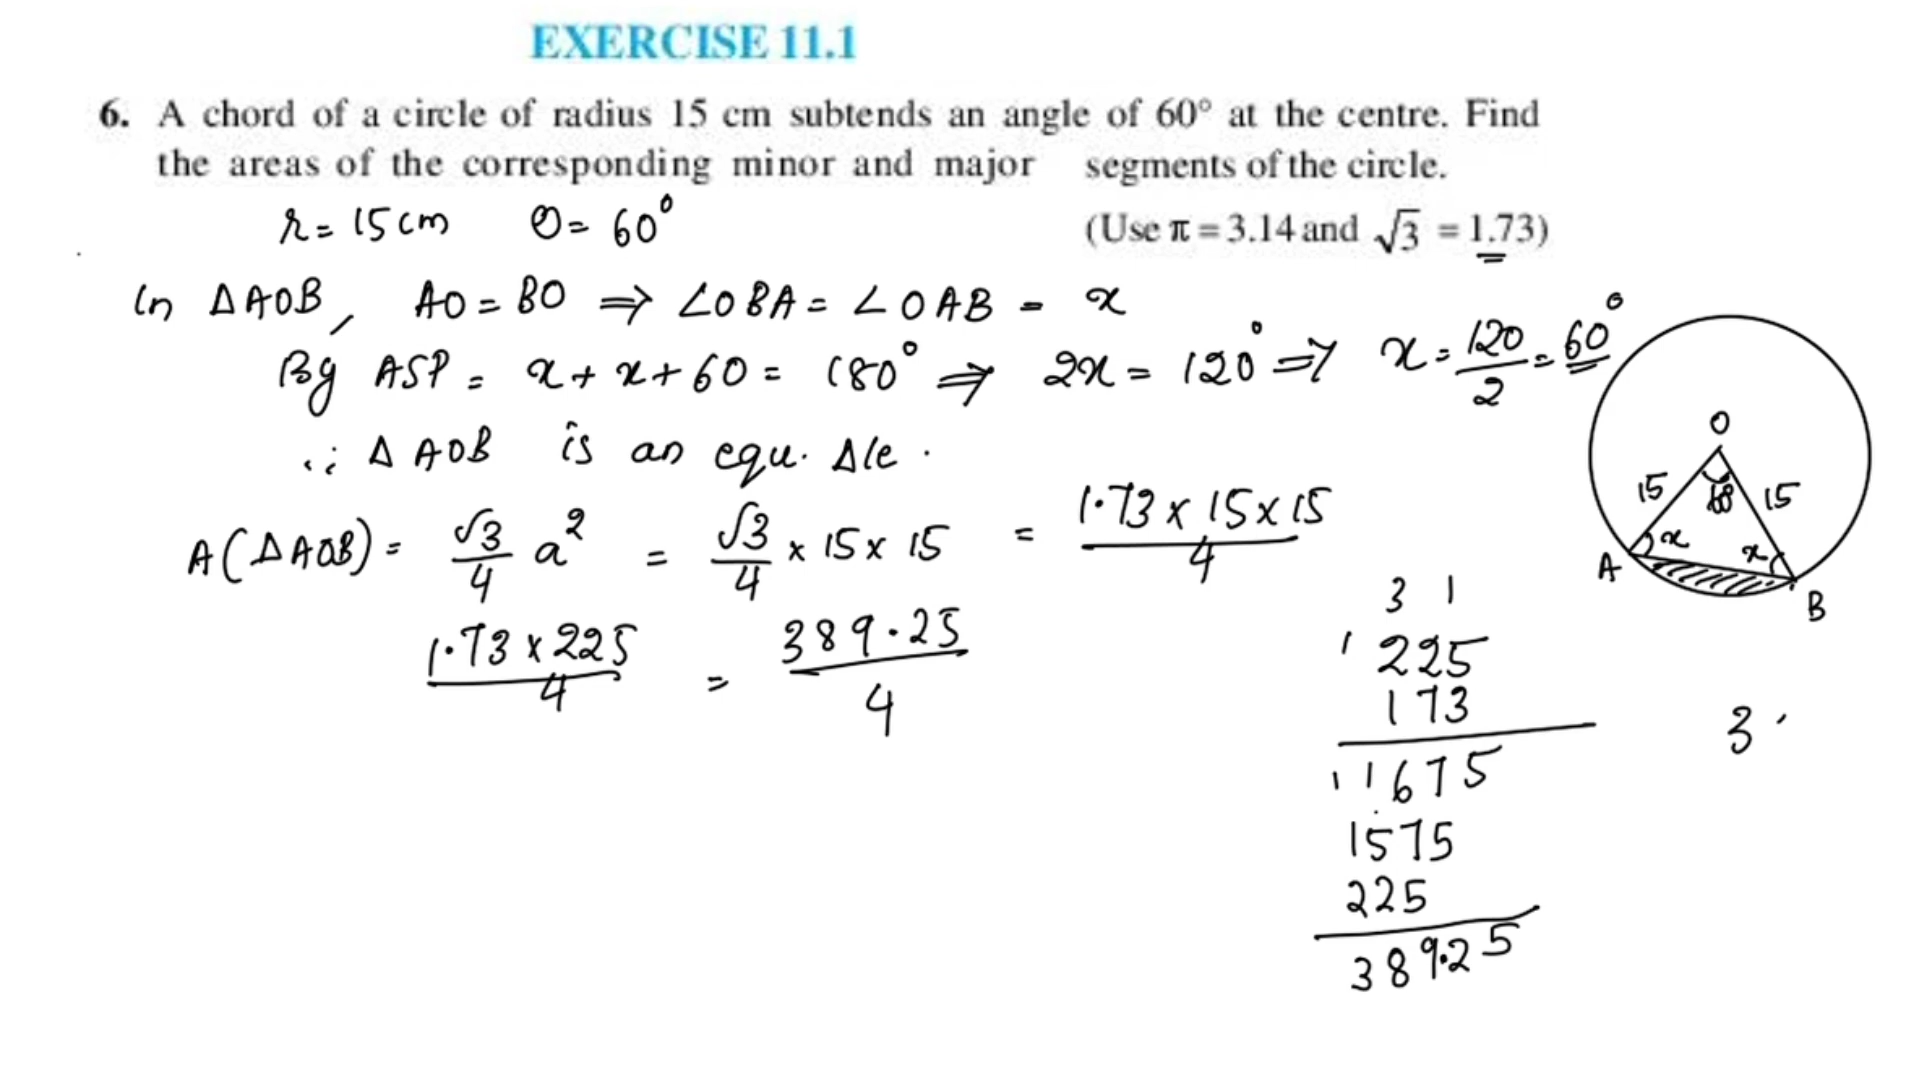 EXERCISE 11.1
6. A chord of a circle of radius 15 cm subtends an angle of 60° at the centre. Find
the areas of the corresponding minor and major segments of the circle.
(Use π = 3.14 and √3 = 1.73)
r = 15 cm θ = 60°
In ΔAOB, AO = BO ⇒ ∠OBA = ∠OAB = x
By ASP = x + x + 60 = 180° ⇒ 2x = 120° ⇒ x = 120/2 = 60°
∴ ΔAOB is an equ. Δle.
A(ΔAOB) = √3/4 a² = √3/4 × 15 × 15 = 1.73 × 15 × 15/4
1.73 × 225/4 = 389.25/4
3 1
1 225
173
11675
1575
225
389.25
3.
O
15 60 15
x x
A
B